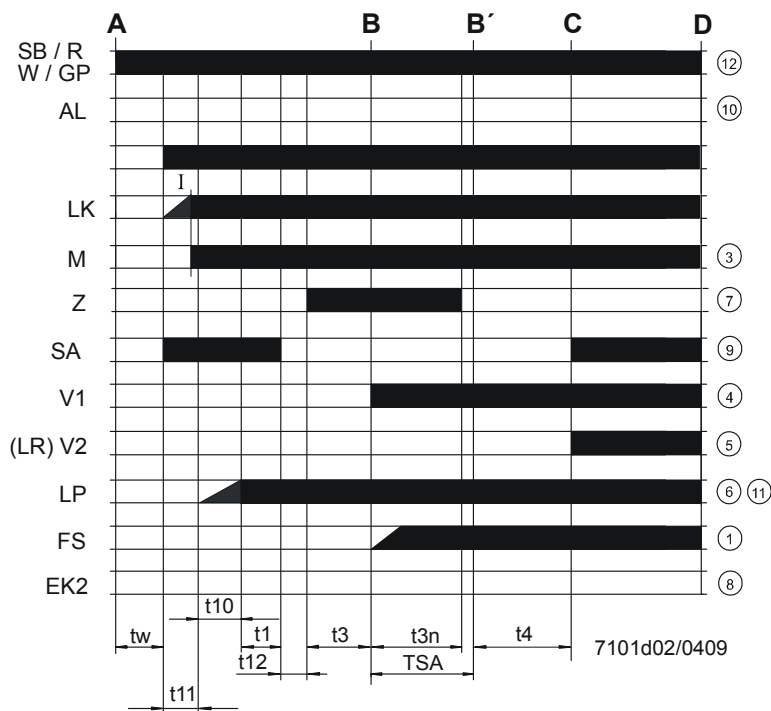 A B B´ C D
SB / R
W / GP 12
AL 10
I
LK
M 3
Z 7
SA 9
V1 4
(LR) V2 5
LP 6 11
FS 1
EK2 8
t10
tw t1 t3 t3n t4 7101d02/0409
t12 TSA
t11